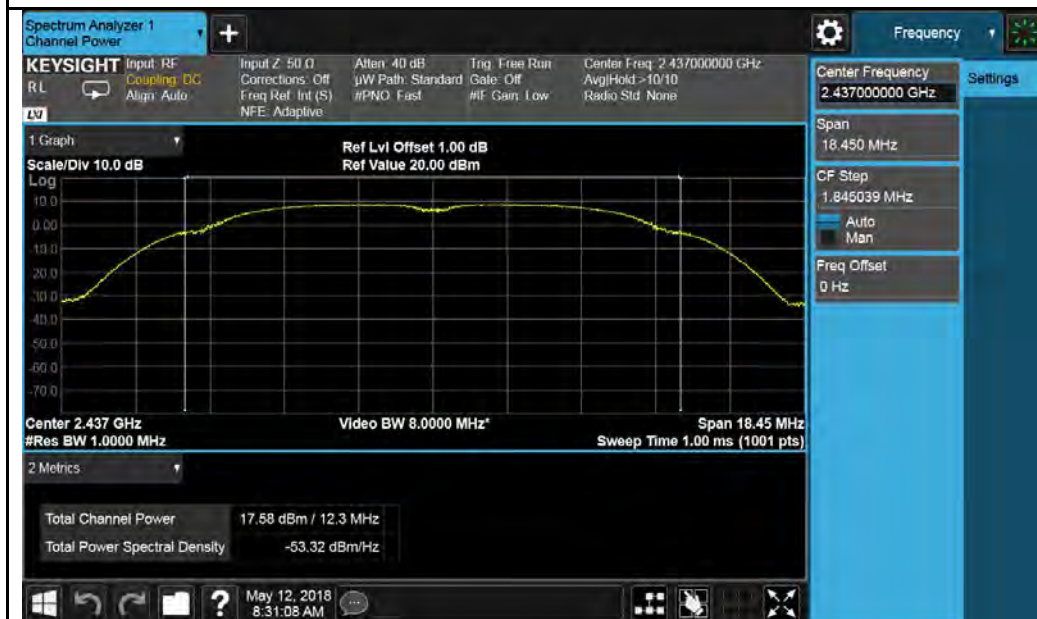 Spectrum Analyzer 1
Channel Power
+
Frequency
KEYSIGHT
RL
LXI
Input: RF
Coupling: DC
Align: Auto
Input Z: 50 Ω
Corrections: Off
Freq Ref: Int (S)
NFE: Adaptive
Atten: 40 dB
µW Path: Standard
#PNO: Fast
Trig: Free Run
Gate: Off
#IF Gain: Low
Center Freq: 2.437000000 GHz
Avg|Hold:>10/10
Radio Std: None
1 Graph
Scale/Div 10.0 dB
Ref Lvl Offset 1.00 dB
Ref Value 20.00 dBm
Log
10.0
0.00
-10.0
-20.0
-30.0
-40.0
-50.0
-60.0
-70.0
Center 2.437 GHz
#Res BW 1.0000 MHz
Video BW 8.0000 MHz*
Span 18.45 MHz
Sweep Time 1.00 ms (1001 pts)
2 Metrics
Total Channel Power 17.58 dBm / 12.3 MHz
Total Power Spectral Density -53.32 dBm/Hz
?
May 12, 2018
8:31:08 AM
Center Frequency
2.437000000 GHz
Span
18.450 MHz
CF Step
1.845039 MHz
Auto
Man
Freq Offset
0 Hz
Settings